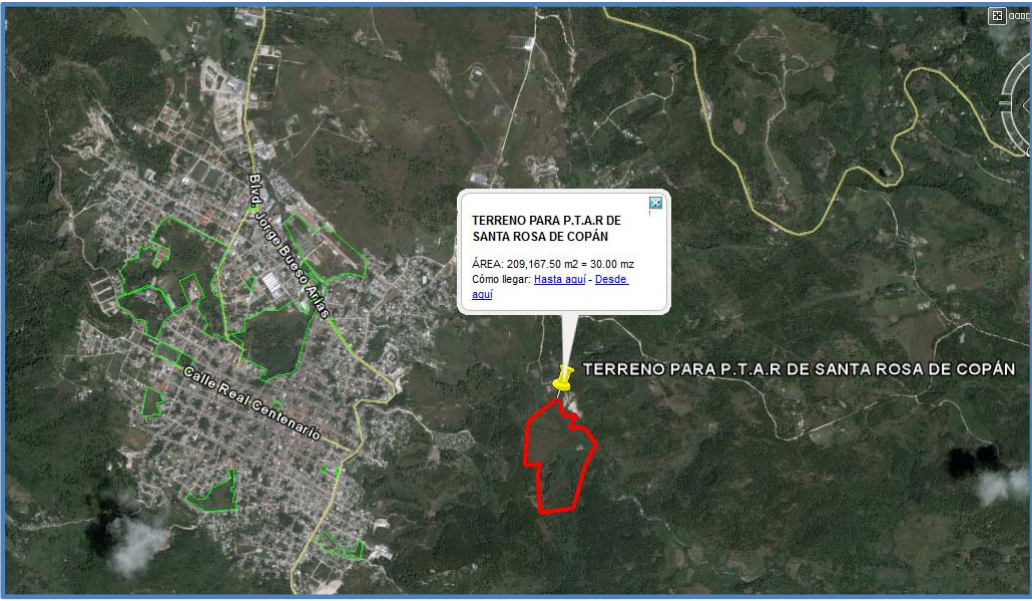 Blvd. Jorge Bueso Arias
TERRENO PARA P.T.A.R DE
SANTA ROSA DE COPÁN
ÁREA: 209,167.50 m2 = 30.00 mz
Cómo llegar: Hasta aquí - Desde
aquí
TERRENO PARA P.T.A.R DE SANTA ROSA DE COPÁN
Calle Real Centenario